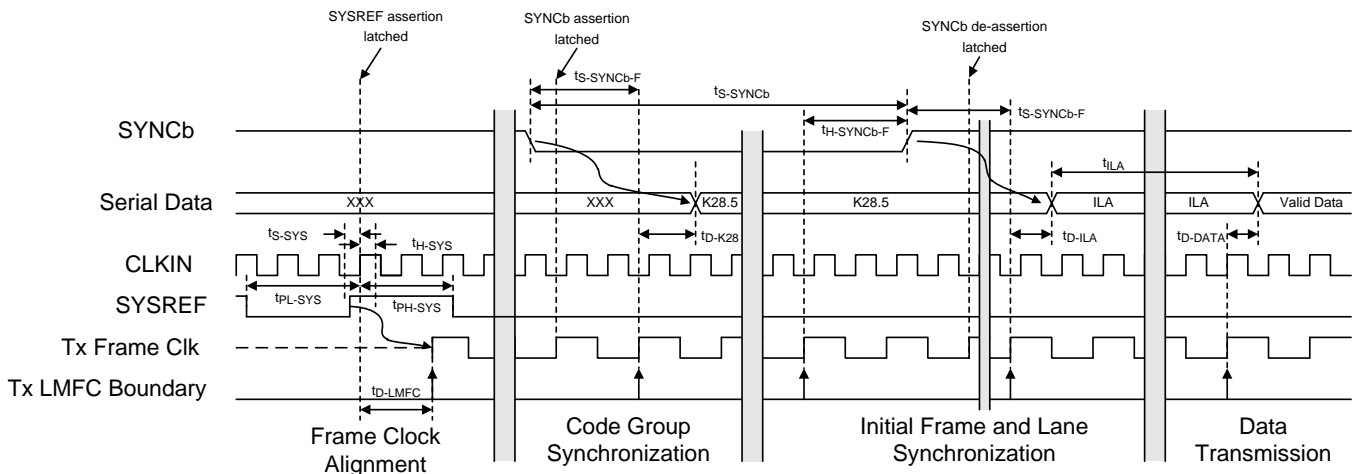 SYSREF assertion
latched
SYNCb assertion
latched
SYNCb de-assertion
latched
tS-SYNCb-F
tS-SYNCb
tS-SYNCb-F
SYNCb
tH-SYNCb-F
tILA
Serial Data
XXX
XXX
K28.5
K28.5
ILA
ILA
Valid Data
tS-SYS
tH-SYS
tD-K28
tD-ILA
tD-DATA
CLKIN
tPL-SYS
tPH-SYS
SYSREF
Tx Frame Clk
Tx LMFC Boundary
tD-LMFC
Frame Clock
Alignment
Code Group
Synchronization
Initial Frame and Lane
Synchronization
Data
Transmission